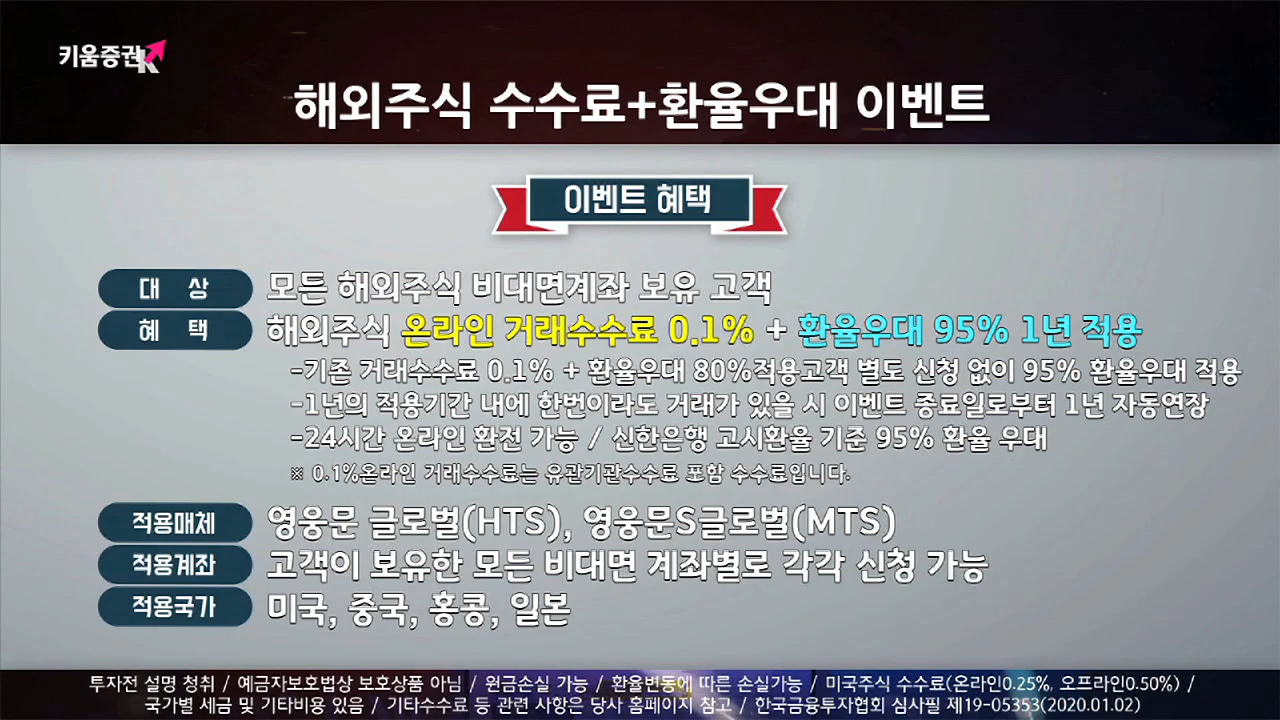 키움증권
해외주식 수수료+환율우대 이벤트
이벤트 혜택
대 상 모든 해외주식 비대면계좌 보유 고객
혜 택 해외주식 온라인 거래수수료 0.1% + 환율우대 95% 1년 적용
-기존 거래수수료 0.1% + 환율우대 80%적용고객 별도 신청 없이 95% 환율우대 적용
-1년의 적용기간 내에 한번이라도 거래가 있을 시 이벤트 종료일로부터 1년 자동연장
-24시간 온라인 환전 가능 / 신한은행 고시환율 기준 95% 환율 우대
※ 0.1%온라인 거래수수료는 유관기관수수료 포함 수수료입니다.
적용매체 영웅문 글로벌(HTS), 영웅문S글로벌(MTS)
적용계좌 고객이 보유한 모든 비대면 계좌별로 각각 신청 가능
적용국가 미국, 중국, 홍콩, 일본
투자전 설명 청취 / 예금자보호법상 보호상품 아님 / 원금손실 가능 / 환율변동에 따른 손실가능 / 미국주식 수수료(온라인0.25%, 오프라인0.50%) /
국가별 세금 및 기타비용 있음 / 기타수수료 등 관련 사항은 당사 홈페이지 참고 / 한국금융투자협회 심사필 제19-05353(2020.01.02)